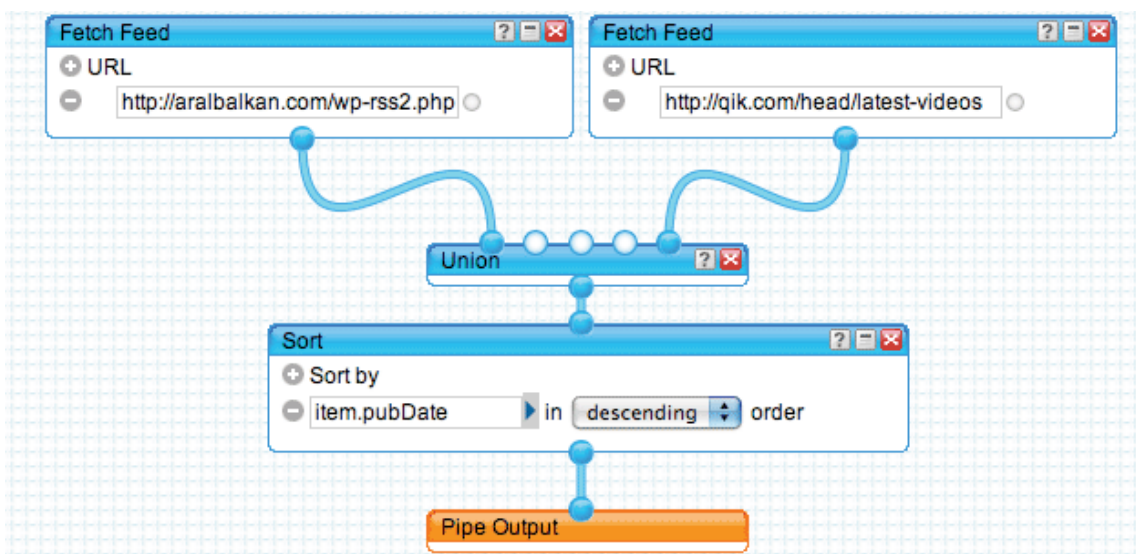 Fetch Feed
URL
http://aralbalkan.com/wp-rss2.php
Fetch Feed
URL
http://qik.com/head/latest-videos
Union
Sort
Sort by
item.pubDate in descending order
Pipe Output